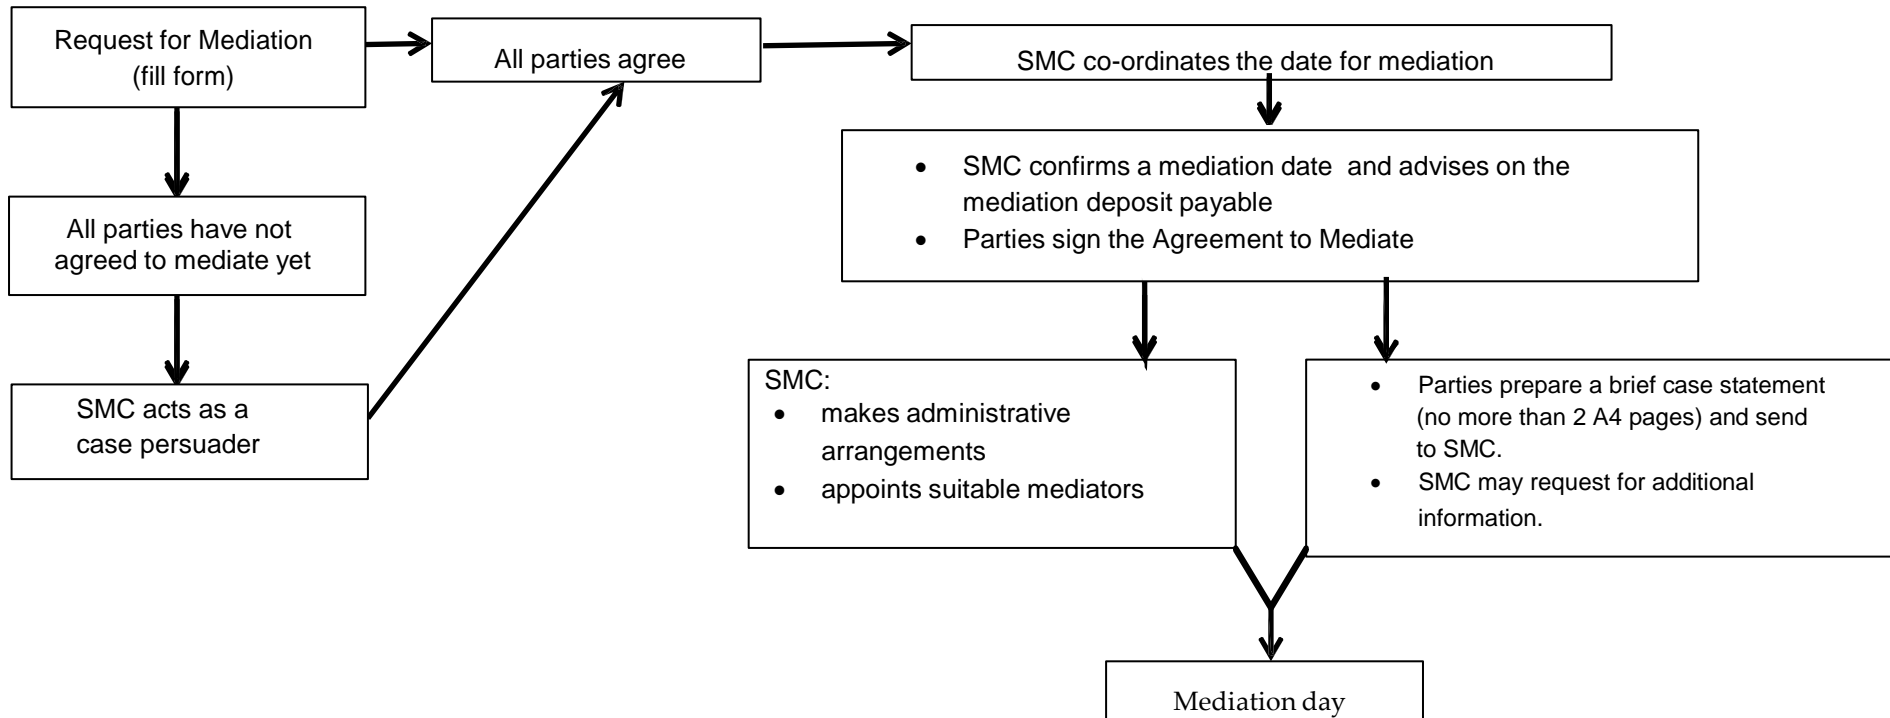 Request for Mediation
(fill form)
All parties agree
SMC co-ordinates the date for mediation
All parties have not
agreed to mediate yet
SMC acts as a
case persuader
• SMC confirms a mediation date and advises on the
mediation deposit payable
• Parties sign the Agreement to Mediate
SMC:
• makes administrative
arrangements
• appoints suitable mediators
• Parties prepare a brief case statement
(no more than 2 A4 pages) and send
to SMC.
• SMC may request for additional
information.
Mediation day